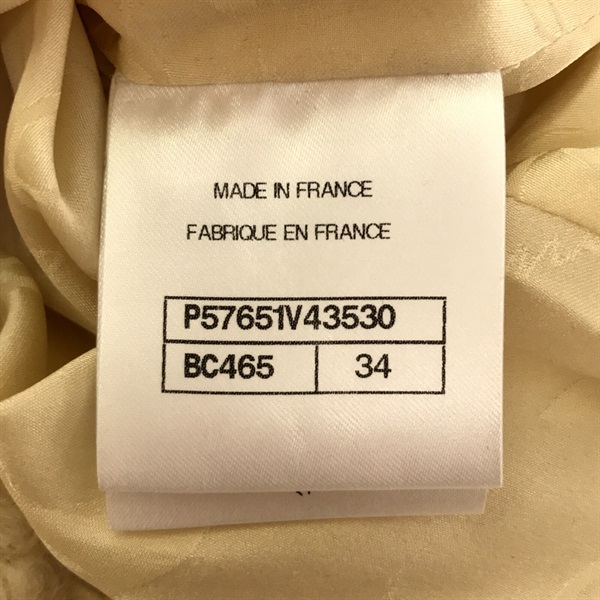 MADE IN FRANCE
FABRIQUE EN FRANCE
P57651V43530
BC465 34